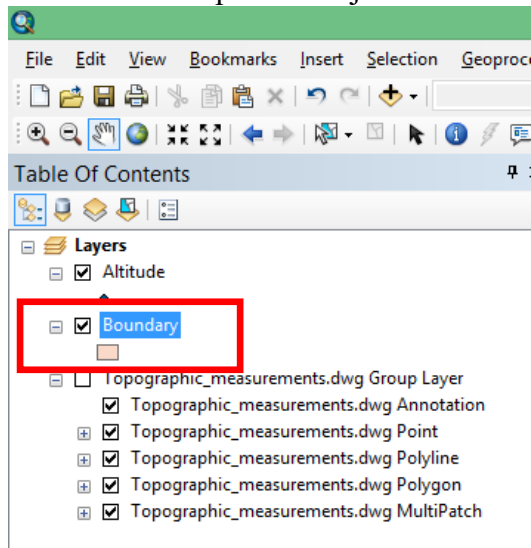 File Edit View Bookmarks Insert Selection Geoproce
Table Of Contents
Layers
Altitude
Boundary
Topographic_measurements.dwg Group Layer
Topographic_measurements.dwg Annotation
Topographic_measurements.dwg Point
Topographic_measurements.dwg Polyline
Topographic_measurements.dwg Polygon
Topographic_measurements.dwg MultiPatch